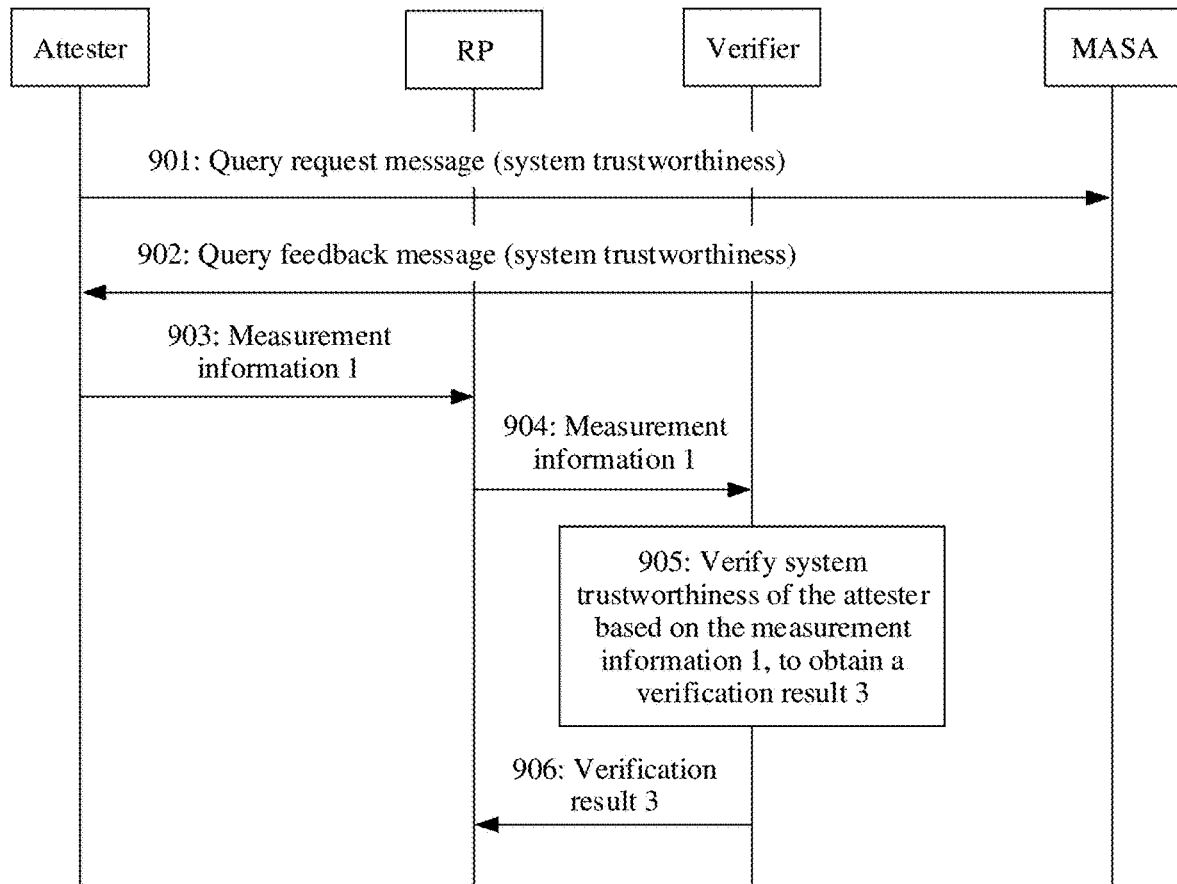 Attester
RP
Verifier
MASA
901: Query request message (system trustworthiness)
902: Query feedback message (system trustworthiness)
903: Measurement
information 1
904: Measurement
information 1
905: Verify system
trustworthiness of the attester
based on the measurement
information 1, to obtain a
verification result 3
906: Verification
result 3